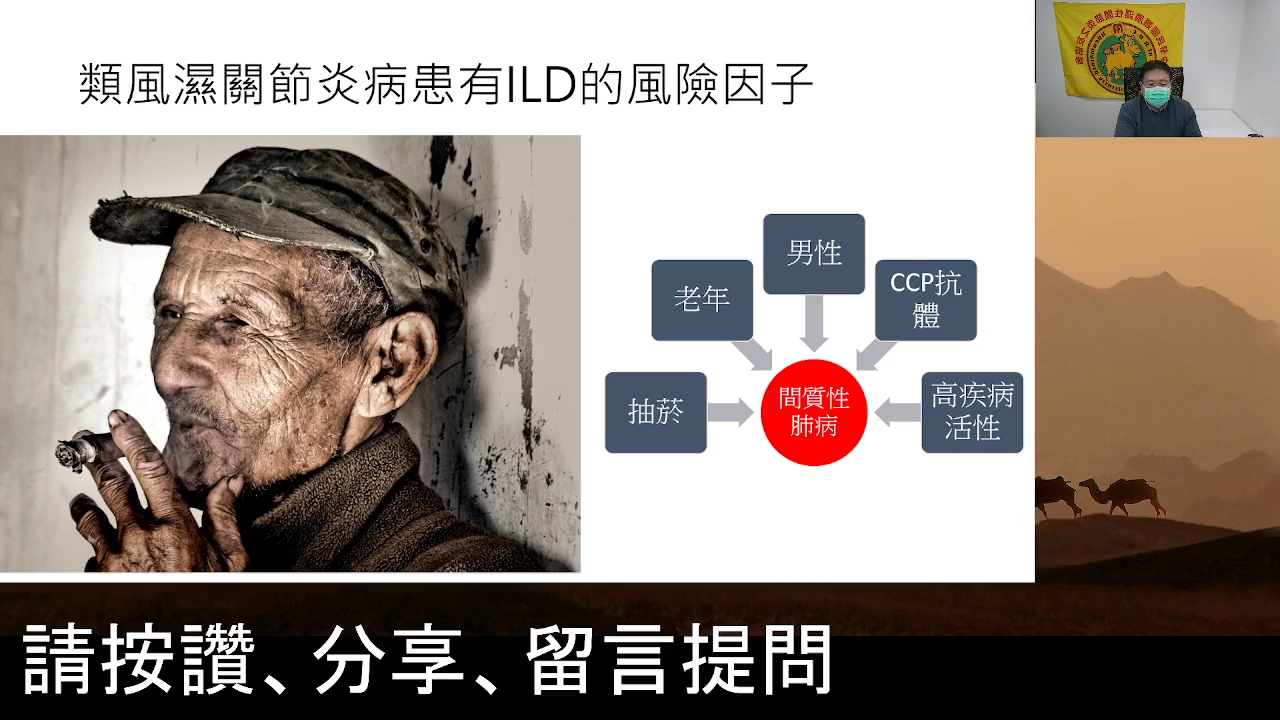 類風濕關節炎病患有ILD的風險因子
男性
老年
CCP抗
體
抽菸
間質性
肺病
高疾病
活性
請按讚、分享、留言提問